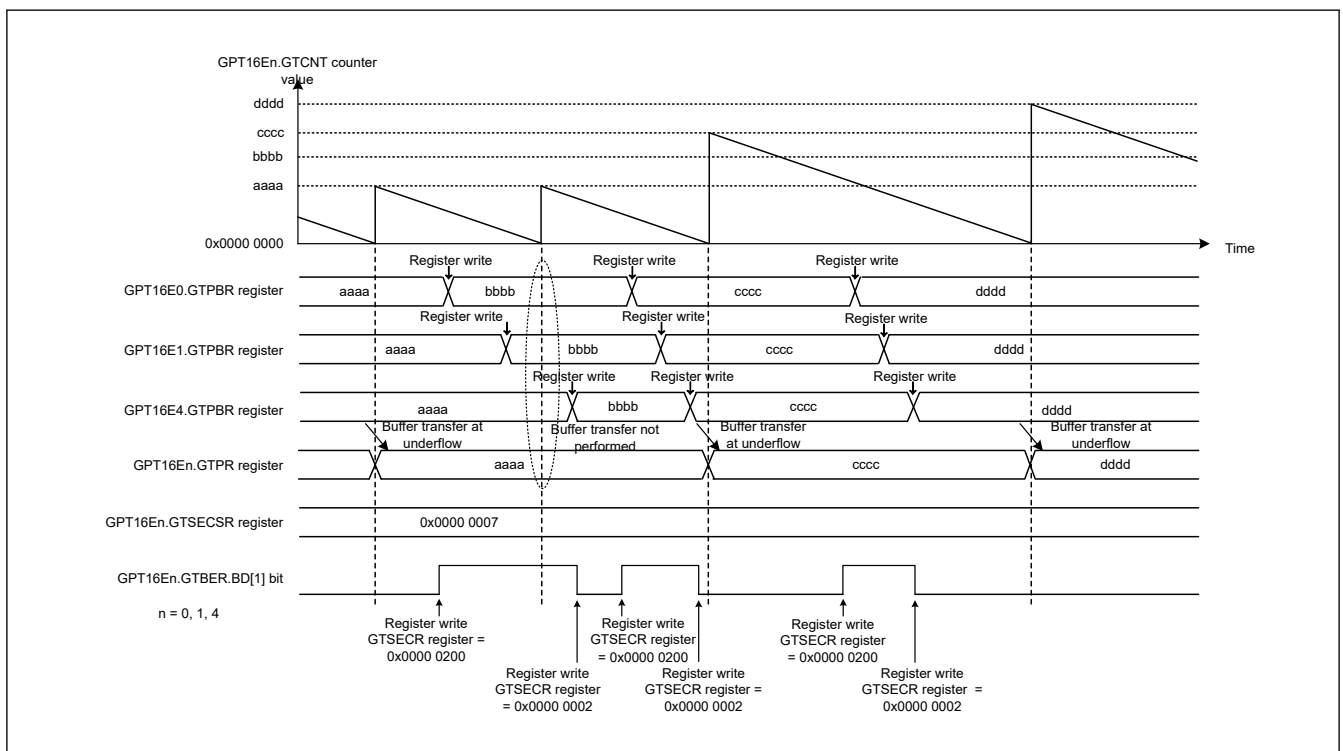 GPT16En.GTCNT counter
value
dddd
cccc
bbbb
aaaa
0x0000 0000
Time
Register write
Register write
Register write
GPT16E0.GTPBR register
aaaa
bbbb
cccc
dddd
Register write
Register write
Register write
GPT16E1.GTPBR register
aaaa
bbbb
cccc
dddd
Register write
Register write
Register write
GPT16E4.GTPBR register
aaaa
bbbb
cccc
dddd
Buffer transfer at
underflow
Buffer transfer not
performed
Buffer transfer
at underflow
Buffer transfer at
underflow
GPT16En.GTPR register
aaaa
cccc
dddd
GPT16En.GTSECSR register
0x0000 0007
GPT16En.GTBER.BD[1] bit
n = 0, 1, 4
Register write
GTSECR register =
0x0000 0200
Register write
GTSECR register
= 0x0000 0200
Register write
GTSECR register
= 0x0000 0200
Register write
GTSECR register
= 0x0000 0002
Register write
GTSECR register =
0x0000 0002
Register write
GTSECR register =
0x0000 0002